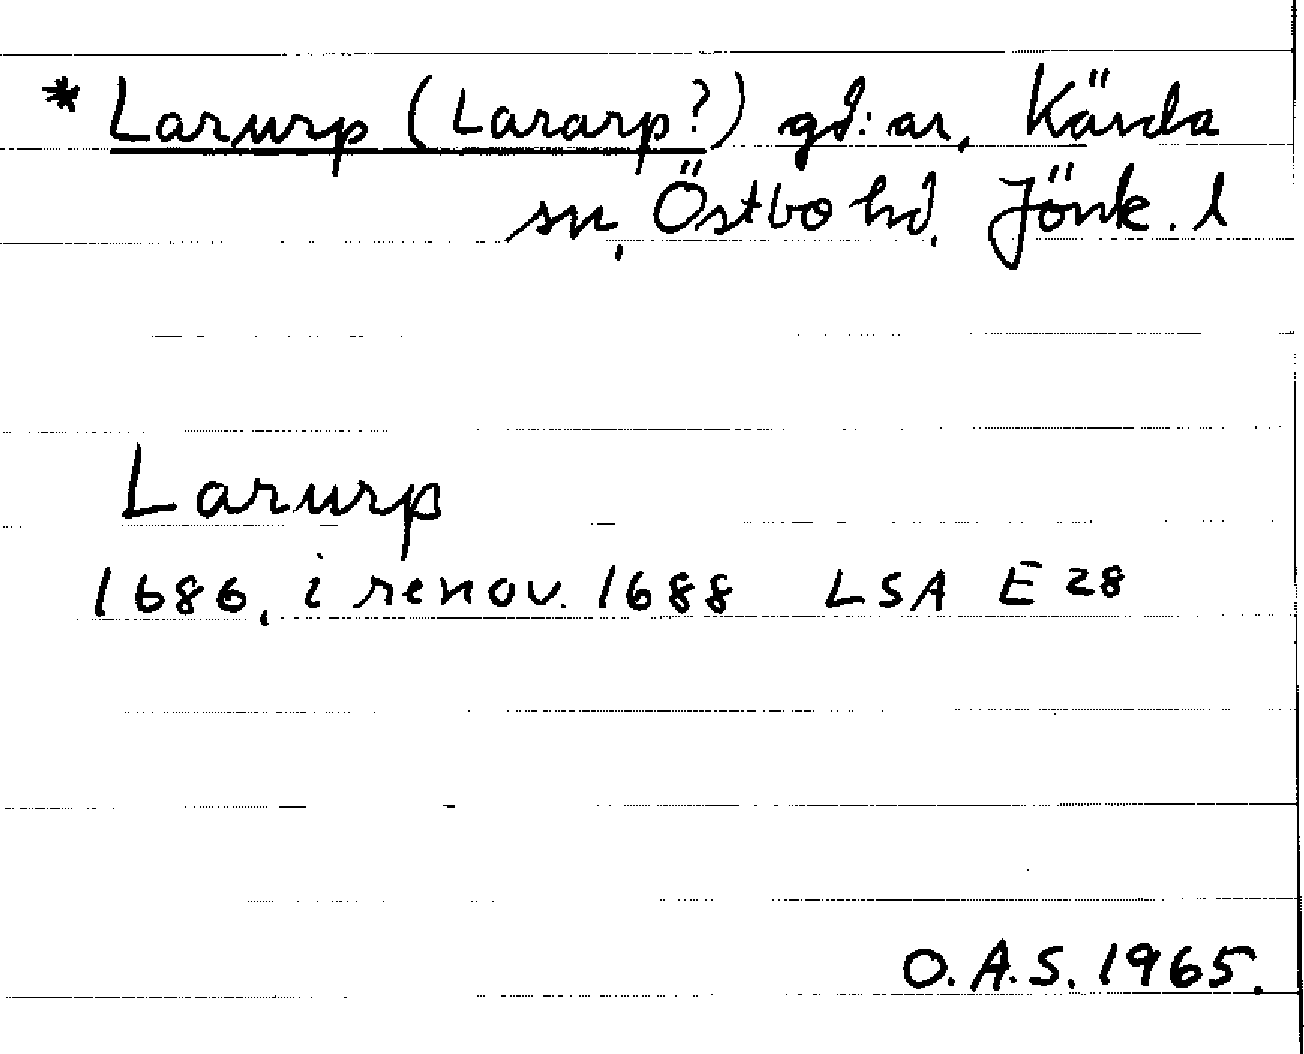 * Larurp (Lararp?) gd:ar, Kärda
sn, Östbo hd, Jönk. l
Larurp
1686, i renov. 1688 LSA E 28
O.A.S. 1965.